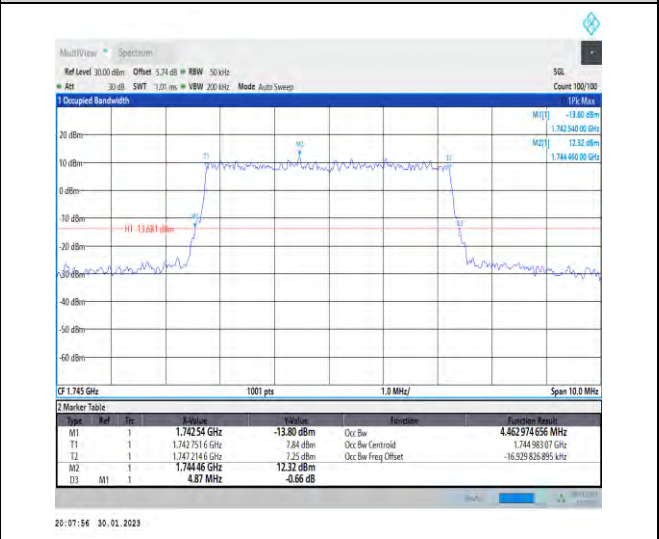 MultiView Spectrum
Ref Level 30.00 dBm Offset 5.74 dB RBW 50 kHz SGL
Att 30 dB SWT 1.01 ms VBW 200 kHz Mode Auto Sweep Count 100/100
1 Occupied Bandwidth 1Pk Max
M1[1] -13.80 dBm
1.742 540 00 GHz
M2[1] 12.32 dBm
1.744 460 00 GHz
20 dBm
M2
T1
T2
10 dBm
0 dBm
-10 dBm
M1
D3
H1 -13.681 dBm
-20 dBm
-30 dBm
-40 dBm
-50 dBm
-60 dBm
CF 1.745 GHz 1001 pts 1.0 MHz/ Span 10.0 MHz
2 Marker Table
Type Ref Trc X-Value Y-Value Function Function Result
M1 1 1.742 54 GHz -13.80 dBm Occ Bw 4.462 974 656 MHz
T1 1 1.742 751 6 GHz 7.84 dBm Occ Bw Centroid 1.744 983 07 GHz
T2 1 1.747 214 6 GHz 7.25 dBm Occ Bw Freq Offset -16.929 826 895 kHz
M2 1 1.744 46 GHz 12.32 dBm
D3 M1 1 4.87 MHz -0.66 dB
20:07:56 30.01.2023